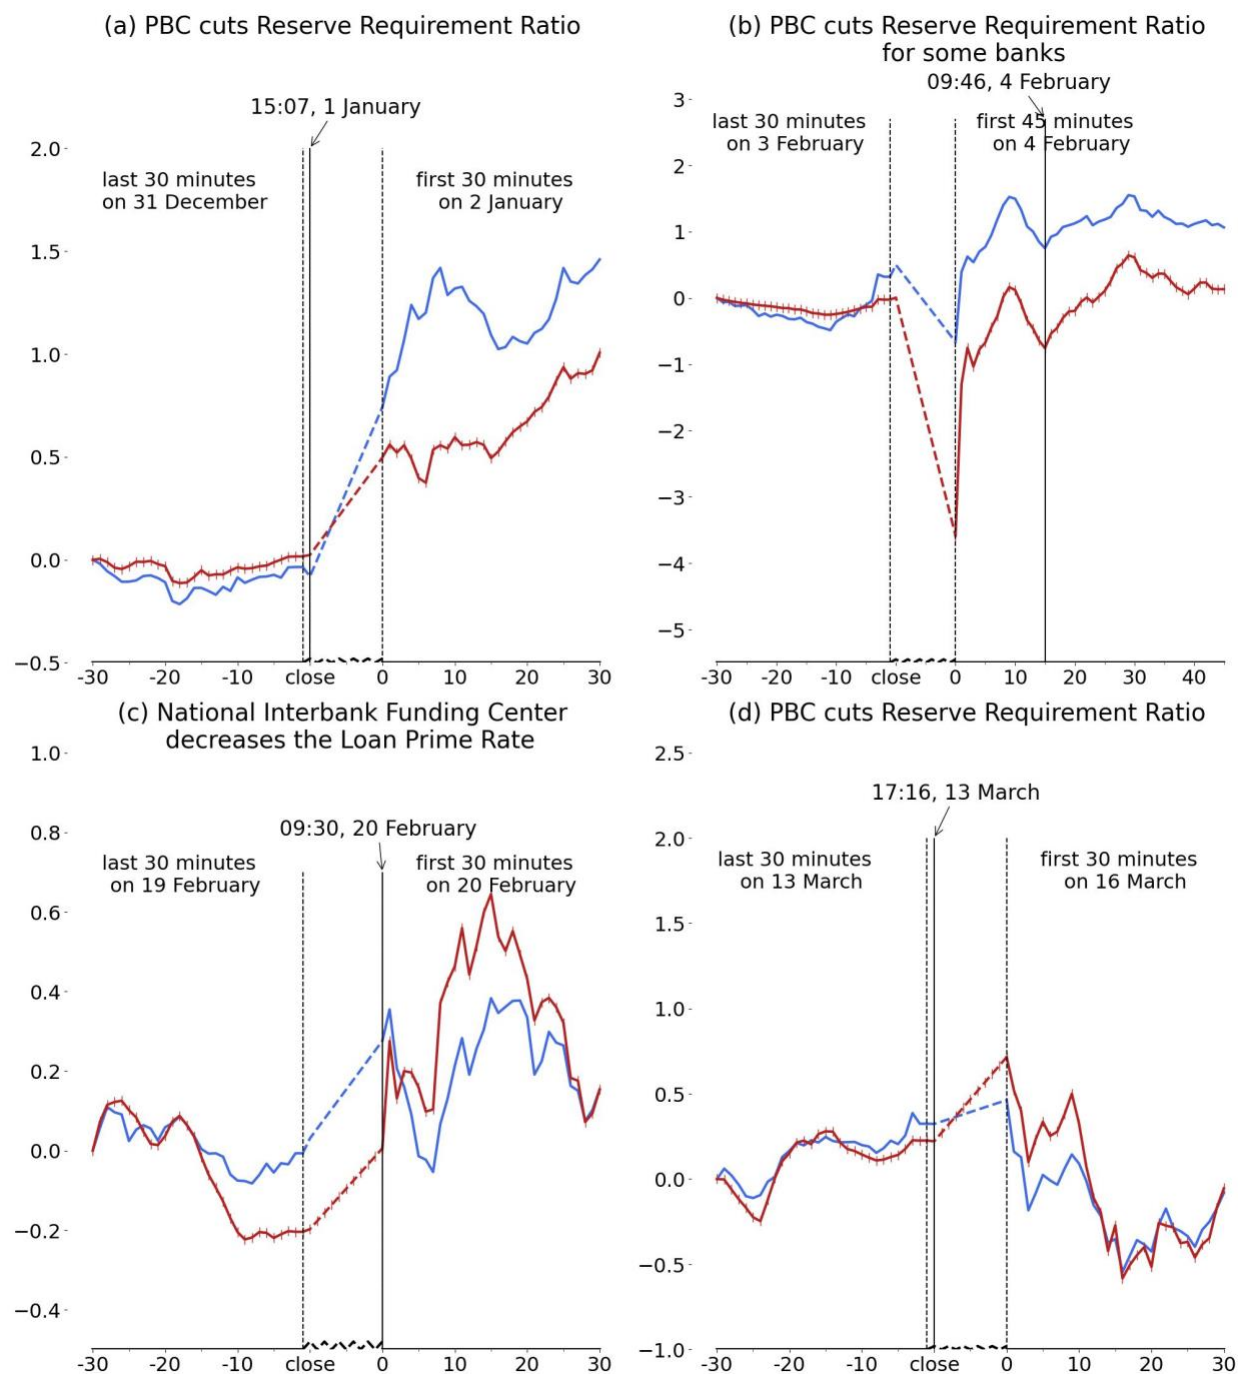 (a) PBC cuts Reserve Requirement Ratio
15:07, 1 January
last 30 minutes
on 31 December
first 30 minutes
on 2 January
2.0
1.5
1.0
0.5
0.0
−0.5
-30 -20 -10 close 0 10 20 30
(b) PBC cuts Reserve Requirement Ratio
for some banks
09:46, 4 February
last 30 minutes
on 3 February
first 45 minutes
on 4 February
3
2
1
0
−1
−2
−3
−4
−5
-30 -20 -10 close 0 10 20 30 40
(c) National Interbank Funding Center
decreases the Loan Prime Rate
09:30, 20 February
last 30 minutes
on 19 February
first 30 minutes
on 20 February
1.0
0.8
0.6
0.4
0.2
0.0
−0.2
−0.4
-30 -20 -10 close 0 10 20 30
(d) PBC cuts Reserve Requirement Ratio
17:16, 13 March
last 30 minutes
on 13 March
first 30 minutes
on 16 March
2.5
2.0
1.5
1.0
0.5
0.0
−0.5
−1.0
-30 -20 -10 close 0 10 20 30